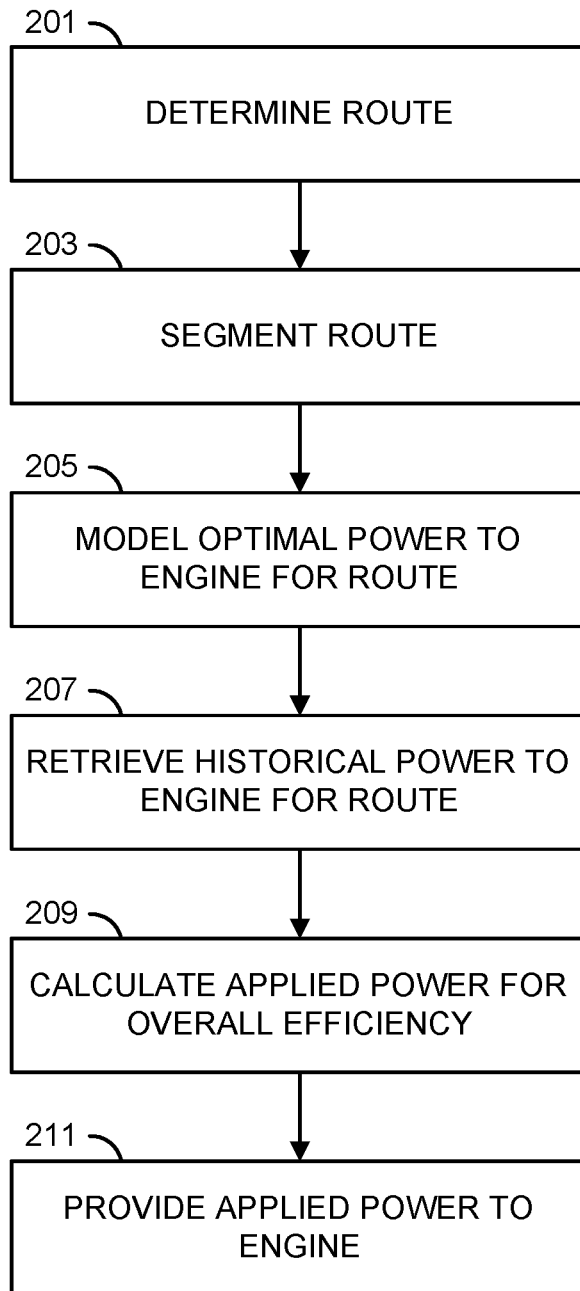 201
DETERMINE ROUTE
203
SEGMENT ROUTE
205
MODEL OPTIMAL POWER TO
ENGINE FOR ROUTE
207
RETRIEVE HISTORICAL POWER TO
ENGINE FOR ROUTE
209
CALCULATE APPLIED POWER FOR
OVERALL EFFICIENCY
211
PROVIDE APPLIED POWER TO
ENGINE